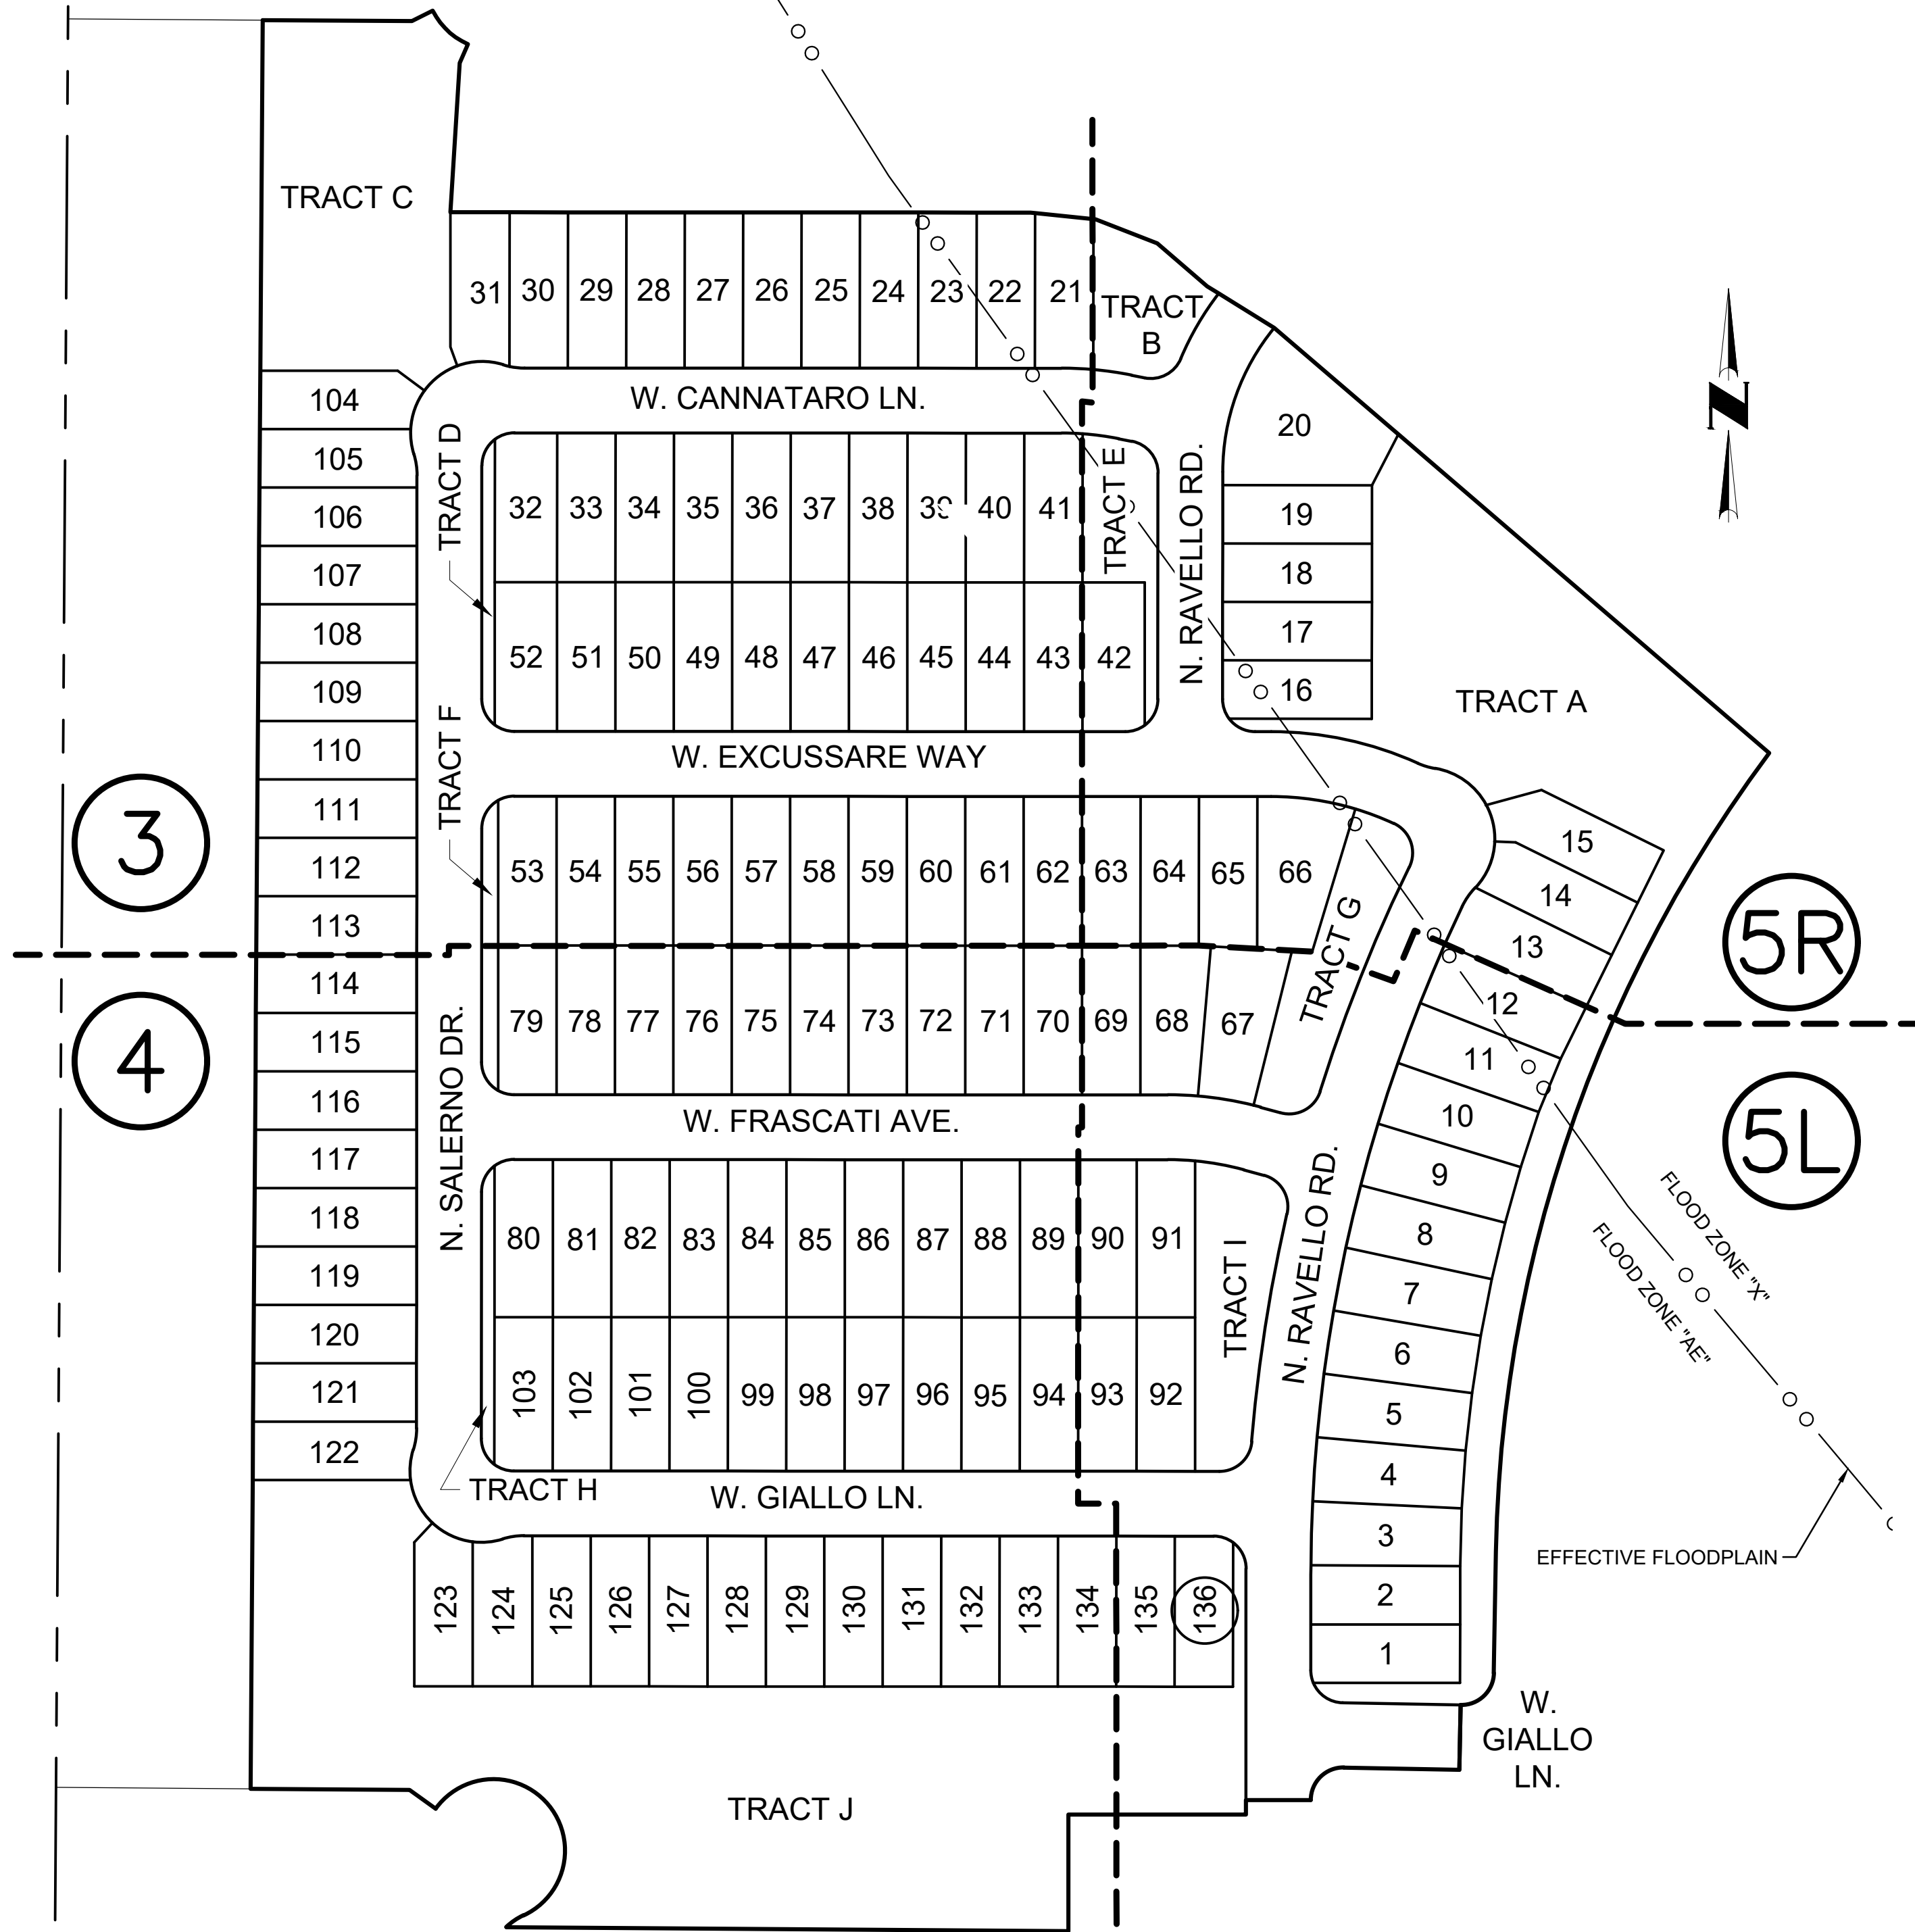 TRACT C
31 30 29 28 27 26 25 24 23 22 21
TRACT
B
W. CANNATARO LN.
20
19
18
17
16
N. RAVELLO RD.
TRACT A
N
104
105
106
107
108
109
110
111
112
113
114
115
116
117
118
119
120
121
122
TRACT D
32 33 34 35 36 37 38 39 40 41
TRACT E
52 51 50 49 48 47 46 45 44 43 42
W. EXCUSSARE WAY
TRACT F
53 54 55 56 57 58 59 60 61 62 63 64 65 66
TRACT G
79 78 77 76 75 74 73 72 71 70 69 68 67
W. FRASCATI AVE.
N. SALERNO DR.
3
4
5R
5L
15
14
13
12
11
10
9
8
7
6
5
4
3
2
1
N. RAVELLO RD.
80 81 82 83 84 85 86 87 88 89 90 91
TRACT I
103 102 101 100 99 98 97 96 95 94 93 92
TRACT H
W. GIALLO LN.
FLOOD ZONE "X"
FLOOD ZONE "AE"
EFFECTIVE FLOODPLAIN
123 124 125 126 127 128 129 130 131 132 133 134 135 136
W.
GIALLO
LN.
TRACT J